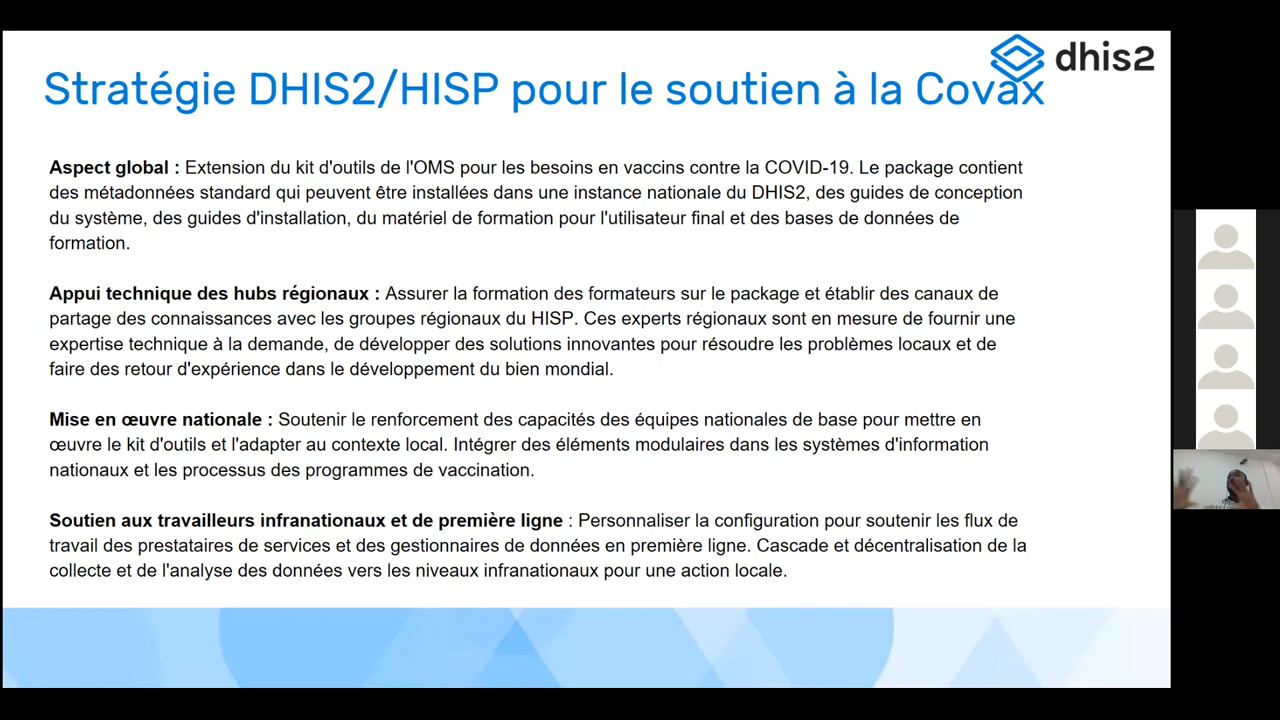 dhis2
Stratégie DHIS2/HISP pour le soutien à la Covax
Aspect global : Extension du kit d'outils de l'OMS pour les besoins en vaccins contre la COVID-19. Le package contient
des métadonnées standard qui peuvent être installées dans une instance nationale du DHIS2, des guides de conception
du système, des guides d'installation, du matériel de formation pour l'utilisateur final et des bases de données de
formation.
Appui technique des hubs régionaux : Assurer la formation des formateurs sur le package et établir des canaux de
partage des connaissances avec les groupes régionaux du HISP. Ces experts régionaux sont en mesure de fournir une
expertise technique à la demande, de développer des solutions innovantes pour résoudre les problèmes locaux et de
faire des retour d'expérience dans le développement du bien mondial.
Mise en œuvre nationale : Soutenir le renforcement des capacités des équipes nationales de base pour mettre en
œuvre le kit d'outils et l'adapter au contexte local. Intégrer des éléments modulaires dans les systèmes d'information
nationaux et les processus des programmes de vaccination.
Soutien aux travailleurs infranationaux et de première ligne : Personnaliser la configuration pour soutenir les flux de
travail des prestataires de services et des gestionnaires de données en première ligne. Cascade et décentralisation de la
collecte et de l'analyse des données vers les niveaux infranationaux pour une action locale.